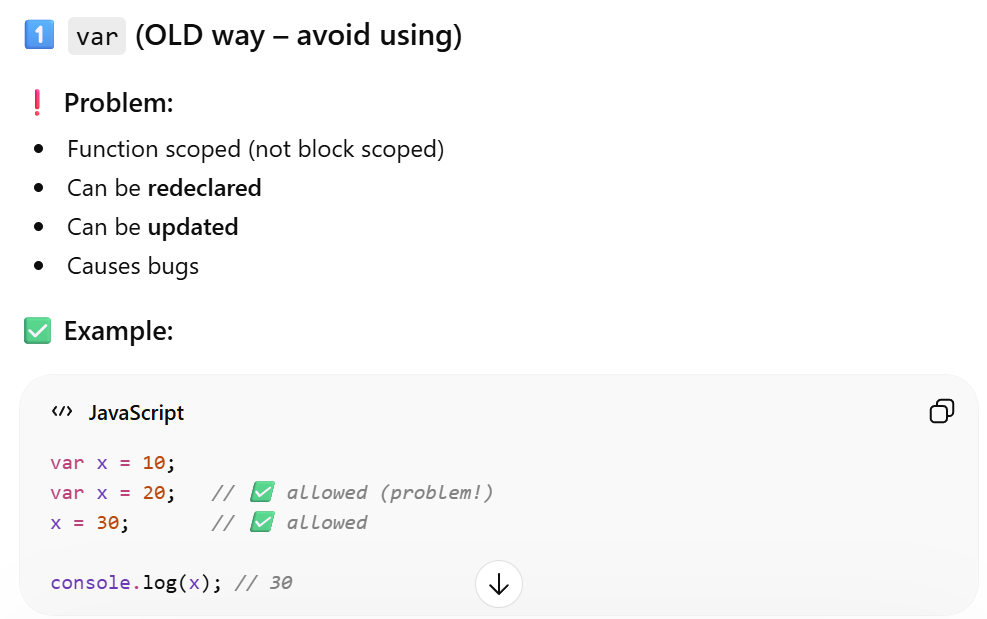 1️⃣ var (OLD way – avoid using)
❗ Problem:
• Function scoped (not block scoped)
• Can be redeclared
• Can be updated
• Causes bugs
✅ Example:
</> JavaScript
var x = 10;
var x = 20;   // ✅ allowed (problem!)
x = 30;       // ✅ allowed
console.log(x); // 30